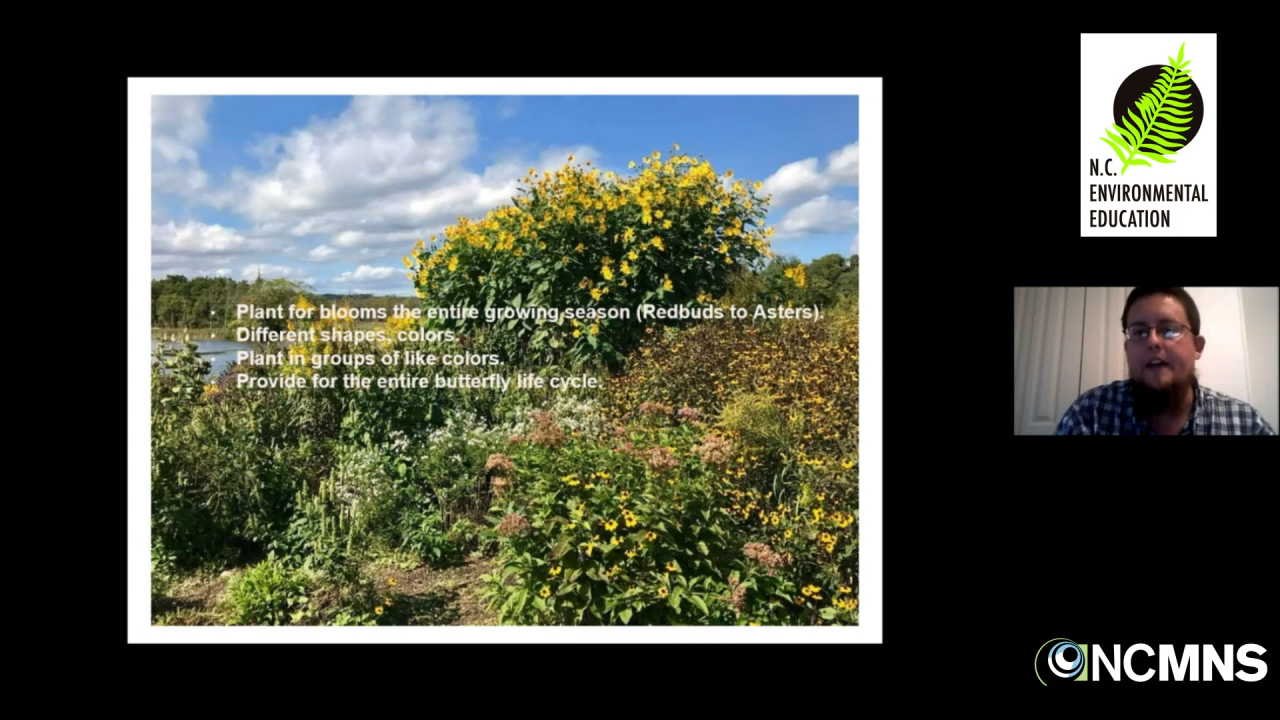 Plant for blooms the entire growing season (Redbuds to Asters).
Different shapes, colors.
Plant in groups of like colors.
Provide for the entire butterfly life cycle.
N.C.
ENVIRONMENTAL
EDUCATION
NCMNS